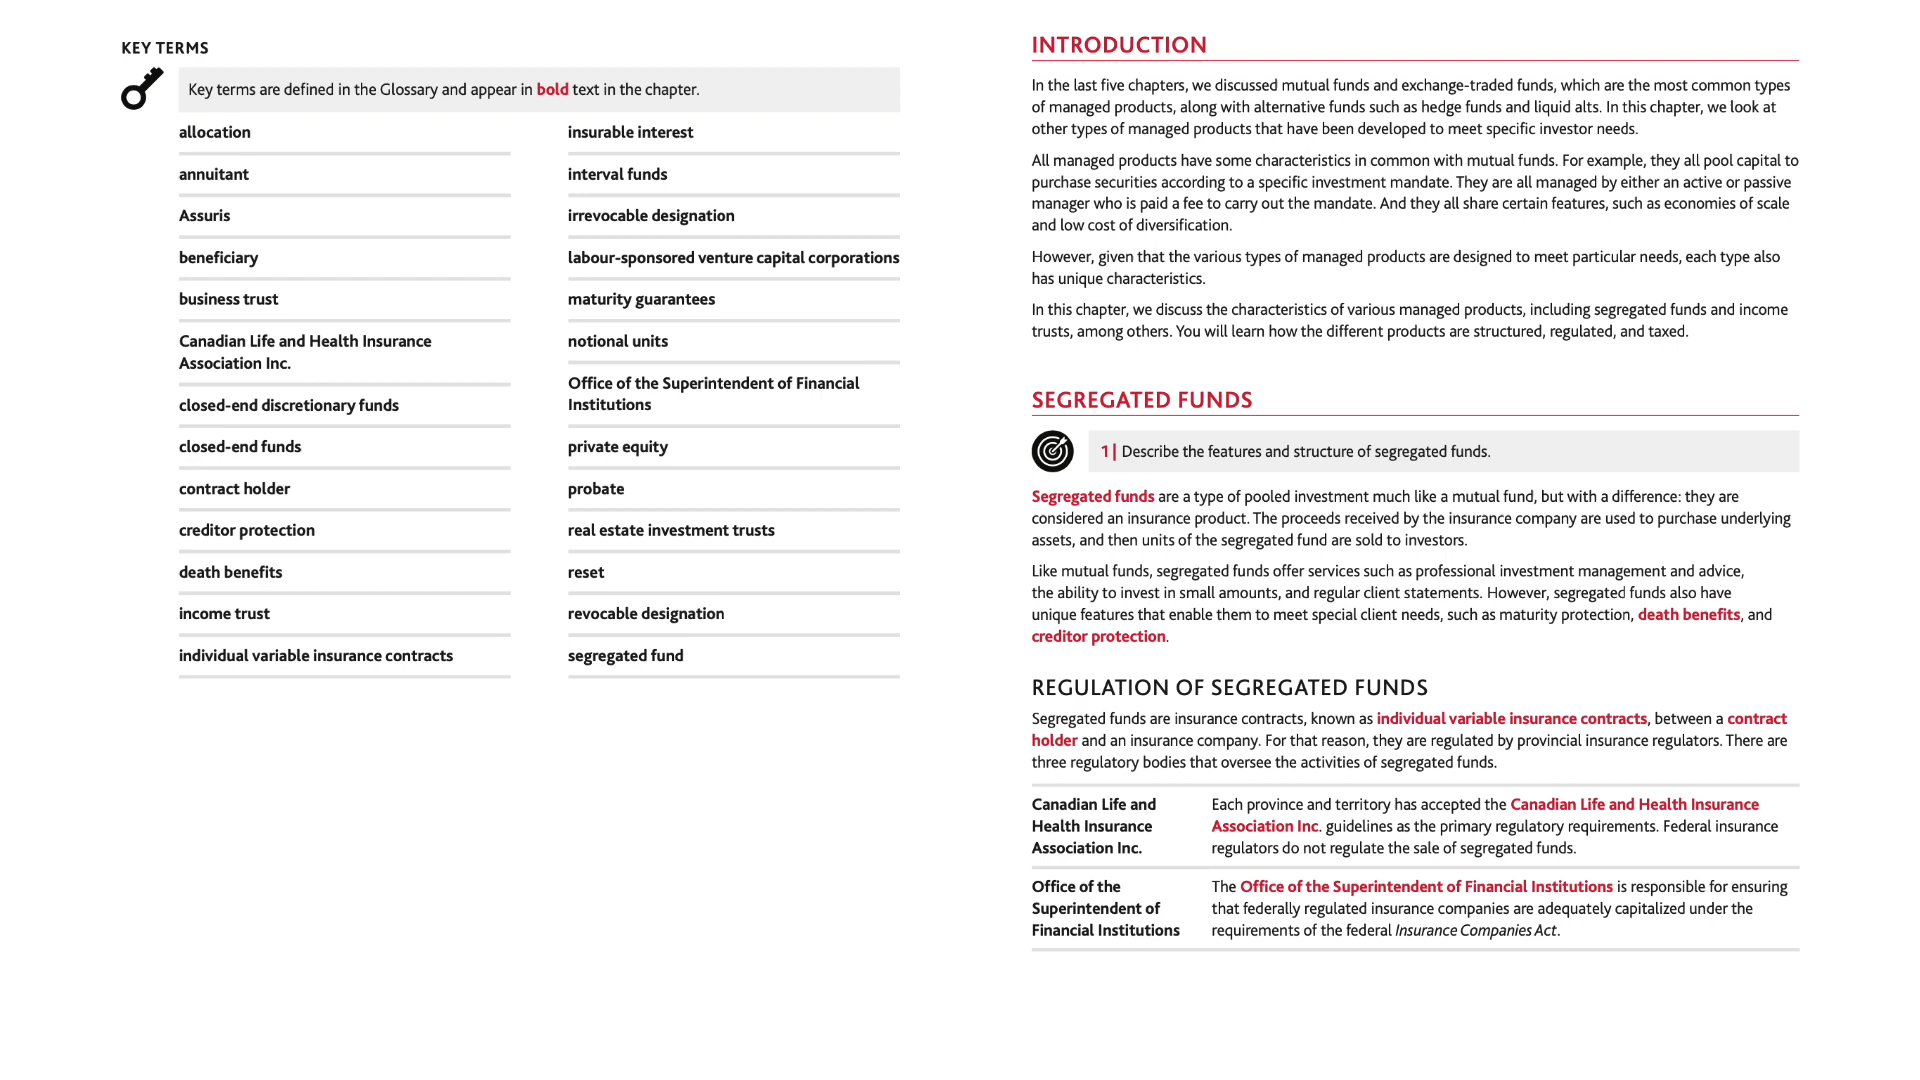 KEY TERMS
Key terms are defined in the Glossary and appear in bold text in the chapter.
allocation
annuitant
Assuris
beneficiary
business trust
Canadian Life and Health Insurance
Association Inc.
closed-end discretionary funds
closed-end funds
contract holder
creditor protection
death benefits
income trust
individual variable insurance contracts
insurable interest
interval funds
irrevocable designation
labour-sponsored venture capital corporations
maturity guarantees
notional units
Office of the Superintendent of Financial
Institutions
private equity
probate
real estate investment trusts
reset
revocable designation
segregated fund
INTRODUCTION
In the last five chapters, we discussed mutual funds and exchange-traded funds, which are the most common types
of managed products, along with alternative funds such as hedge funds and liquid alts. In this chapter, we look at
other types of managed products that have been developed to meet specific investor needs.
All managed products have some characteristics in common with mutual funds. For example, they all pool capital to
purchase securities according to a specific investment mandate. They are all managed by either an active or passive
manager who is paid a fee to carry out the mandate. And they all share certain features, such as economies of scale
and low cost of diversification.
However, given that the various types of managed products are designed to meet particular needs, each type also
has unique characteristics.
In this chapter, we discuss the characteristics of various managed products, including segregated funds and income
trusts, among others. You will learn how the different products are structured, regulated, and taxed.
SEGREGATED FUNDS
1 | Describe the features and structure of segregated funds.
Segregated funds are a type of pooled investment much like a mutual fund, but with a difference: they are
considered an insurance product. The proceeds received by the insurance company are used to purchase underlying
assets, and then units of the segregated fund are sold to investors.
Like mutual funds, segregated funds offer services such as professional investment management and advice,
the ability to invest in small amounts, and regular client statements. However, segregated funds also have
unique features that enable them to meet special client needs, such as maturity protection, death benefits, and
creditor protection.
REGULATION OF SEGREGATED FUNDS
Segregated funds are insurance contracts, known as individual variable insurance contracts, between a contract
holder and an insurance company. For that reason, they are regulated by provincial insurance regulators. There are
three regulatory bodies that oversee the activities of segregated funds.
Canadian Life and
Health Insurance
Association Inc.
Each province and territory has accepted the Canadian Life and Health Insurance
Association Inc. guidelines as the primary regulatory requirements. Federal insurance
regulators do not regulate the sale of segregated funds.
Office of the
Superintendent of
Financial Institutions
The Office of the Superintendent of Financial Institutions is responsible for ensuring
that federally regulated insurance companies are adequately capitalized under the
requirements of the federal Insurance Companies Act.